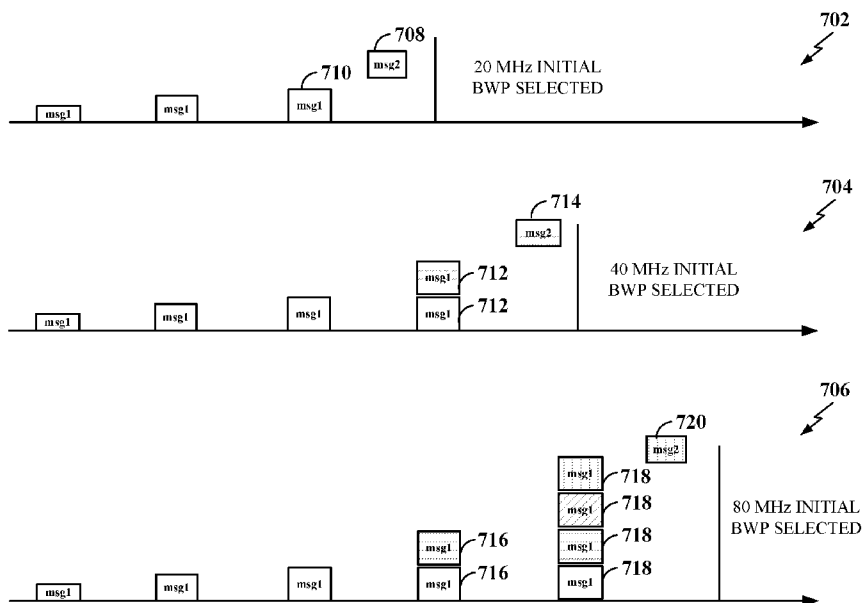 708
702
msg2
710
20 MHz INITIAL
BWP SELECTED
msg1 msg1 msg1
714
704
msg2
712
msg1
40 MHz INITIAL
BWP SELECTED
712
msg1 msg1 msg1 msg1
706
720
msg2
msg1
718
msg1
718
80 MHz INITIAL
BWP SELECTED
msg1
716
msg1
718
msg1 msg1 msg1 msg1
716
msg1
718